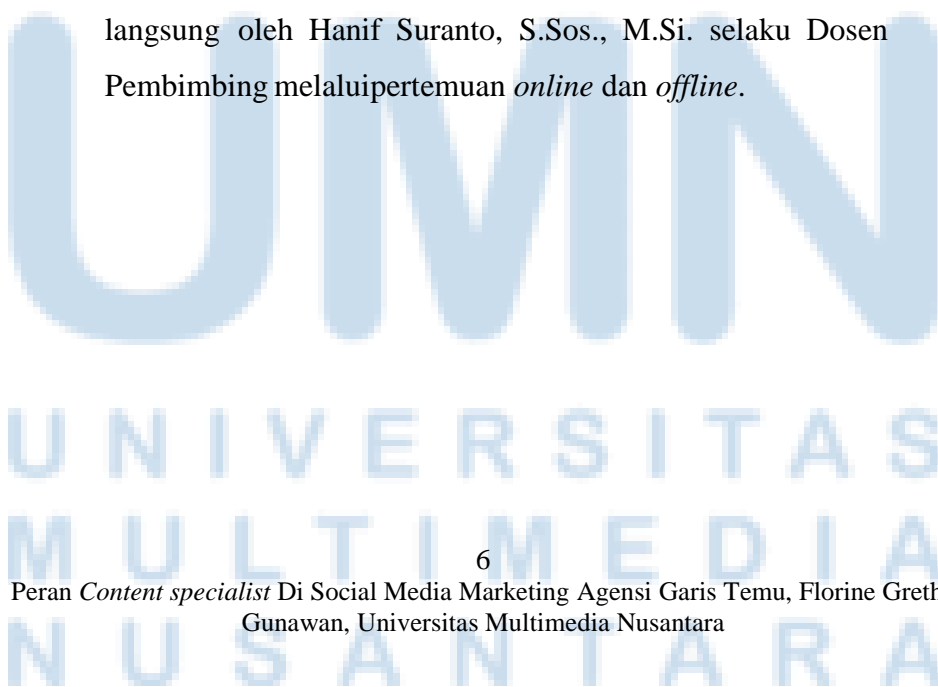 langsung oleh Hanif Suranto, S.Sos., M.Si. selaku Dosen
Pembimbing melaluipertemuan online dan offline.
UMN
UNIVERSITAS
MULTIMEDIA
6
Peran Content specialist Di Social Media Marketing Agensi Garis Temu, Florine Greth
Gunawan, Universitas Multimedia Nusantara
NUSANTARA